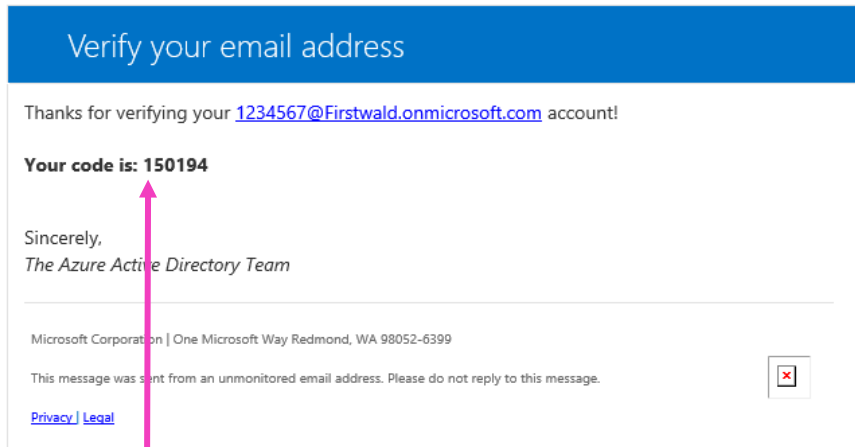 Verify your email address
Thanks for verifying your 1234567@Firstwald.onmicrosoft.com account!
Your code is: 150194
Sincerely,
The Azure Active Directory Team
Microsoft Corporation | One Microsoft Way Redmond, WA 98052-6399
This message was sent from an unmonitored email address. Please do not reply to this message.
Privacy | Legal